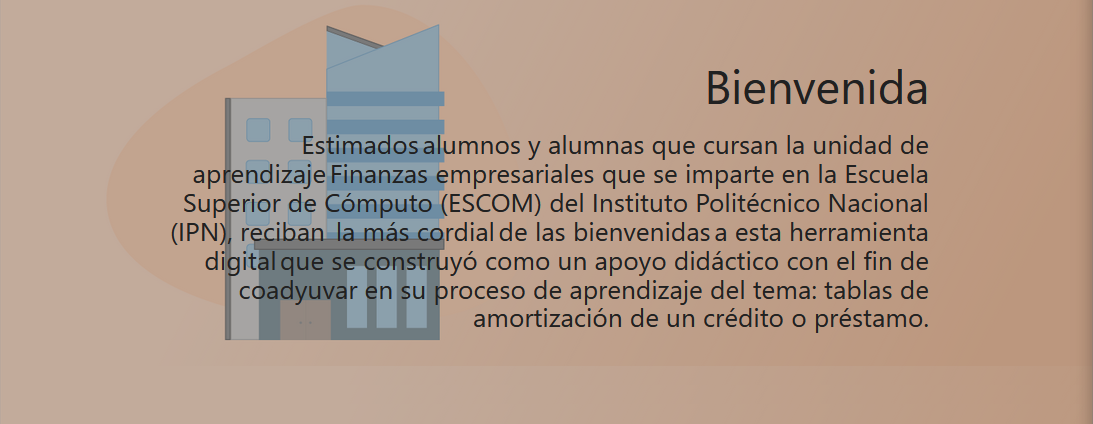 Bienvenida
Estimados alumnos y alumnas que cursan la unidad de
aprendizaje Finanzas empresariales que se imparte en la Escuela
Superior de Cómputo (ESCOM) del Instituto Politécnico Nacional
(IPN), reciban la más cordial de las bienvenidas a esta herramienta
digital que se construyó como un apoyo didáctico con el fin de
coadyuvar en su proceso de aprendizaje del tema: tablas de
amortización de un crédito o préstamo.